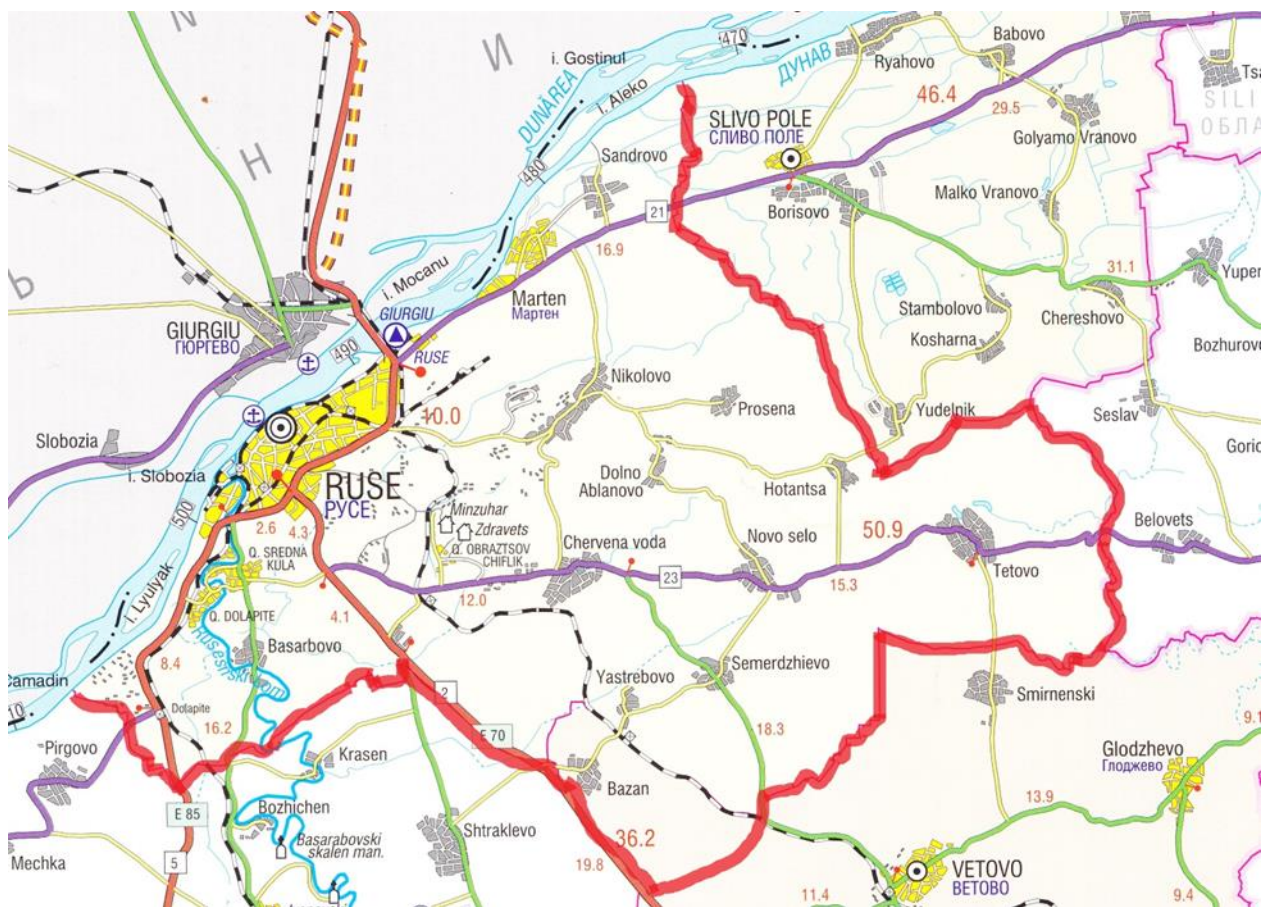 Н
И
Н
Ь
i. Gostinul
470
ДУНАВ
Babovo
Ryahovo
DUNĂREA
i. Aleko
46.4
29.5
SILI
ОБЛА
SLIVO POLE
СЛИВО ПОЛЕ
Golyamo Vranovo
480
Sandrovo
Malko Vranovo
Borisovo
21
16.9
i. Mocanu
31.1
Marten
Мартен
Stambolovo
Chereshovo
GIURGIU
ГЮРГЕВО
GIURGIU
RUSE
490
Kosharna
Bozhurovo
Nikolovo
Prosena
Yudelnik
Seslav
10.0
Slobozia
i. Slobozia
Dolno
Ablanovo
Hotantsa
RUSE
РУСЕ
500
Minzuhar
Zdravets
2.6
4.3
Q. OBRAZTSOV
CHIFLIK
Chervena voda
Novo selo
50.9
Belovets
Q. SREDNA
KULA
23
15.3
Tetovo
i. Lyulyak
12.0
4.1
Q. DOLAPITE
Basarbovo
Semerdzhievo
8.4
Yastrebovo
Smirnenski
2
Dolapite
16.2
18.3
9.1
E 70
Pirgovo
Krasen
Glodzhevo
Глоджево
Bazan
13.9
E 85
Bozhichen
36.2
Shtraklevo
Basarabovski
skalen man.
Mechka
5
19.8
VETOVO
ВЕТОВО
11.4
9.4